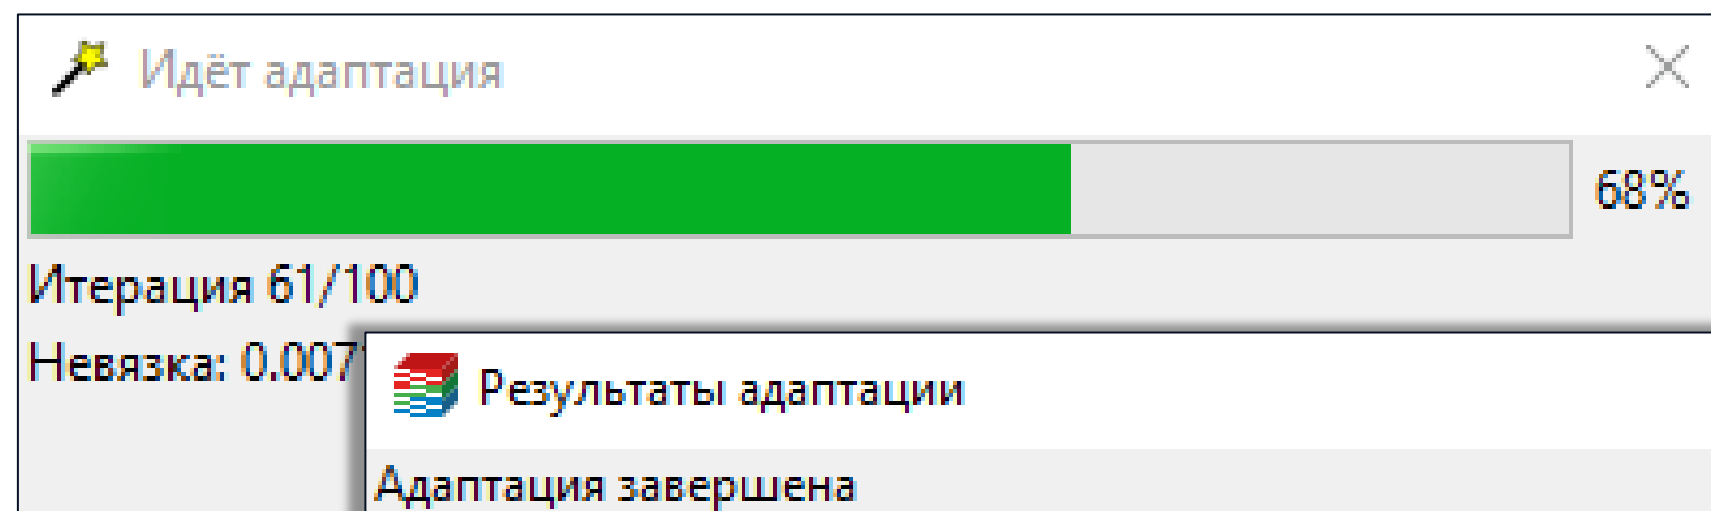 Идёт адаптация
68%
Итерация 61/100
Невязка: 0.007
Результаты адаптации
Адаптация завершена